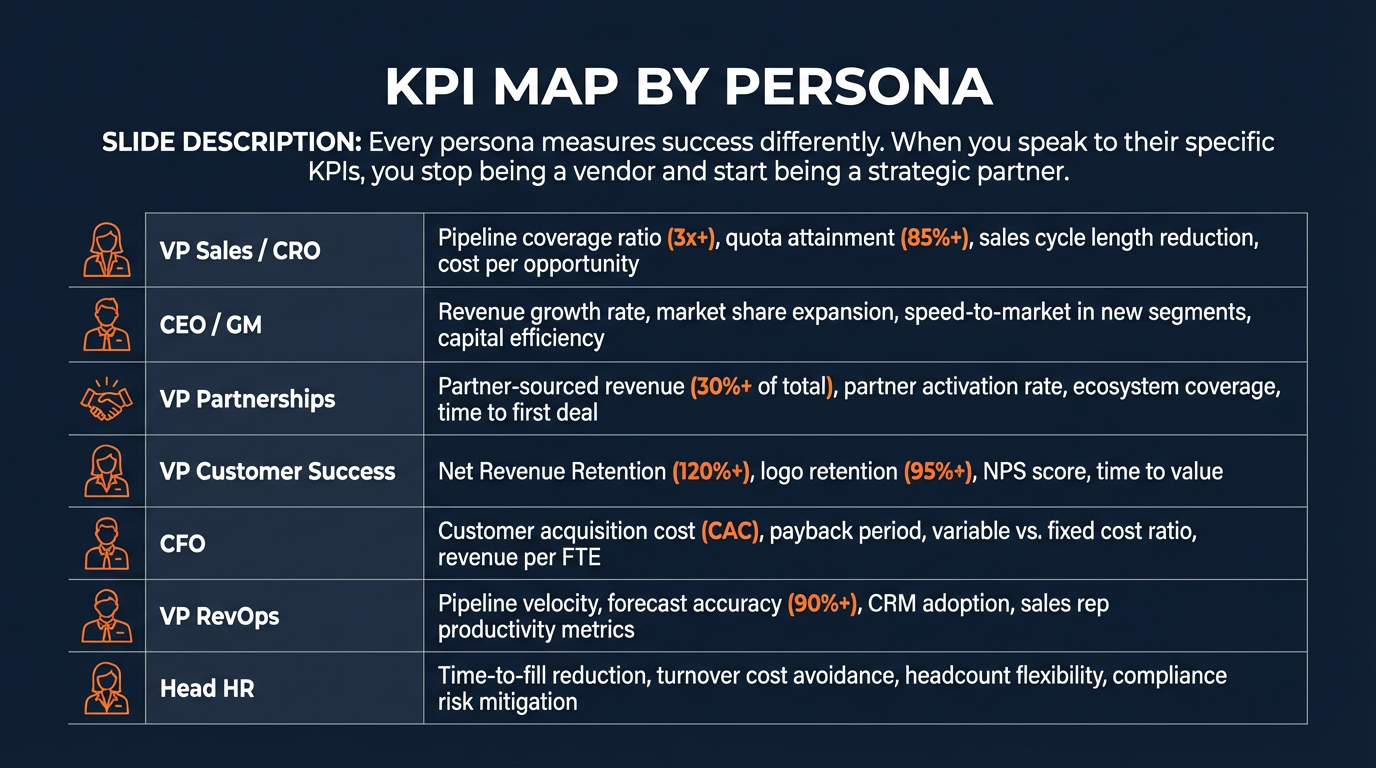 KPI MAP BY PERSONA
SLIDE DESCRIPTION: Every persona measures success differently. When you speak to their specific
KPIs, you stop being a vendor and start being a strategic partner.
VP Sales / CRO
Pipeline coverage ratio (3x+), quota attainment (85%+), sales cycle length reduction,
cost per opportunity
CEO / GM
Revenue growth rate, market share expansion, speed-to-market in new segments,
capital efficiency
VP Partnerships
Partner-sourced revenue (30%+ of total), partner activation rate, ecosystem coverage,
time to first deal
VP Customer Success
Net Revenue Retention (120%+), logo retention (95%+), NPS score, time to value
CFO
Customer acquisition cost (CAC), payback period, variable vs. fixed cost ratio,
revenue per FTE
VP RevOps
Pipeline velocity, forecast accuracy (90%+), CRM adoption, sales rep
productivity metrics
Head HR
Time-to-fill reduction, turnover cost avoidance, headcount flexibility, compliance
risk mitigation